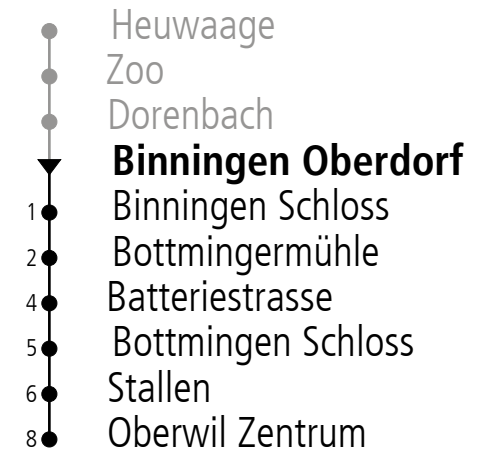 Heuwaage
Zoo
Dorenbach
Binningen Oberdorf
1 Binningen Schloss
2 Bottmingermühle
4 Batteriestrasse
5 Bottmingen Schloss
6 Stallen
8 Oberwil Zentrum